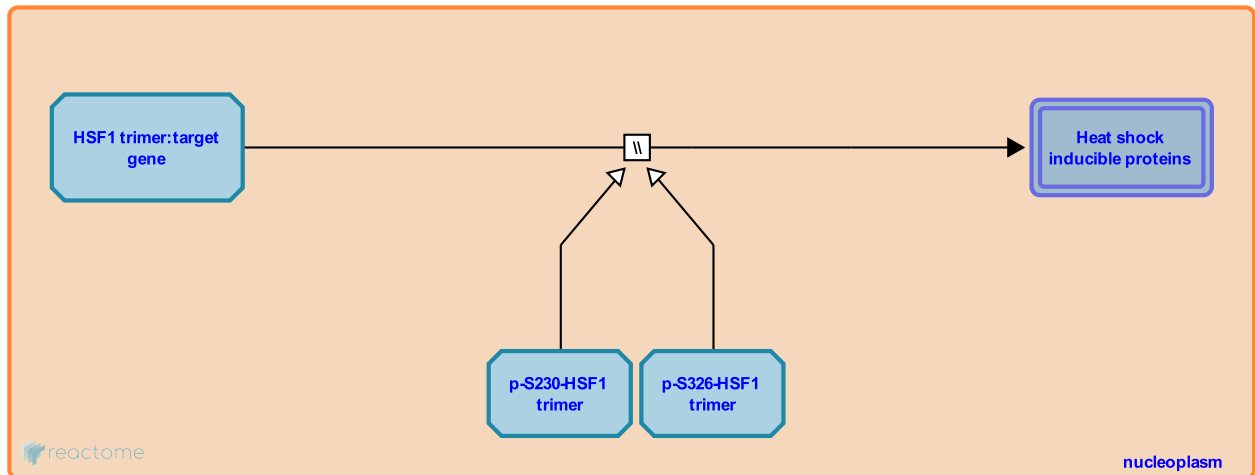 HSF1 trimer:target
gene
\\
Heat shock
inducible proteins
p-S230-HSF1
trimer
p-S326-HSF1
trimer
reactome
nucleoplasm